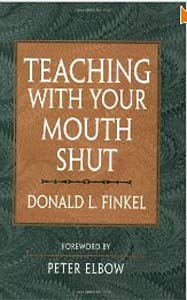 TEACHING
WITH YOUR
MOUTH
SHUT
DONALD L. FINKEL
FOREWORD BY
PETER ELBOW